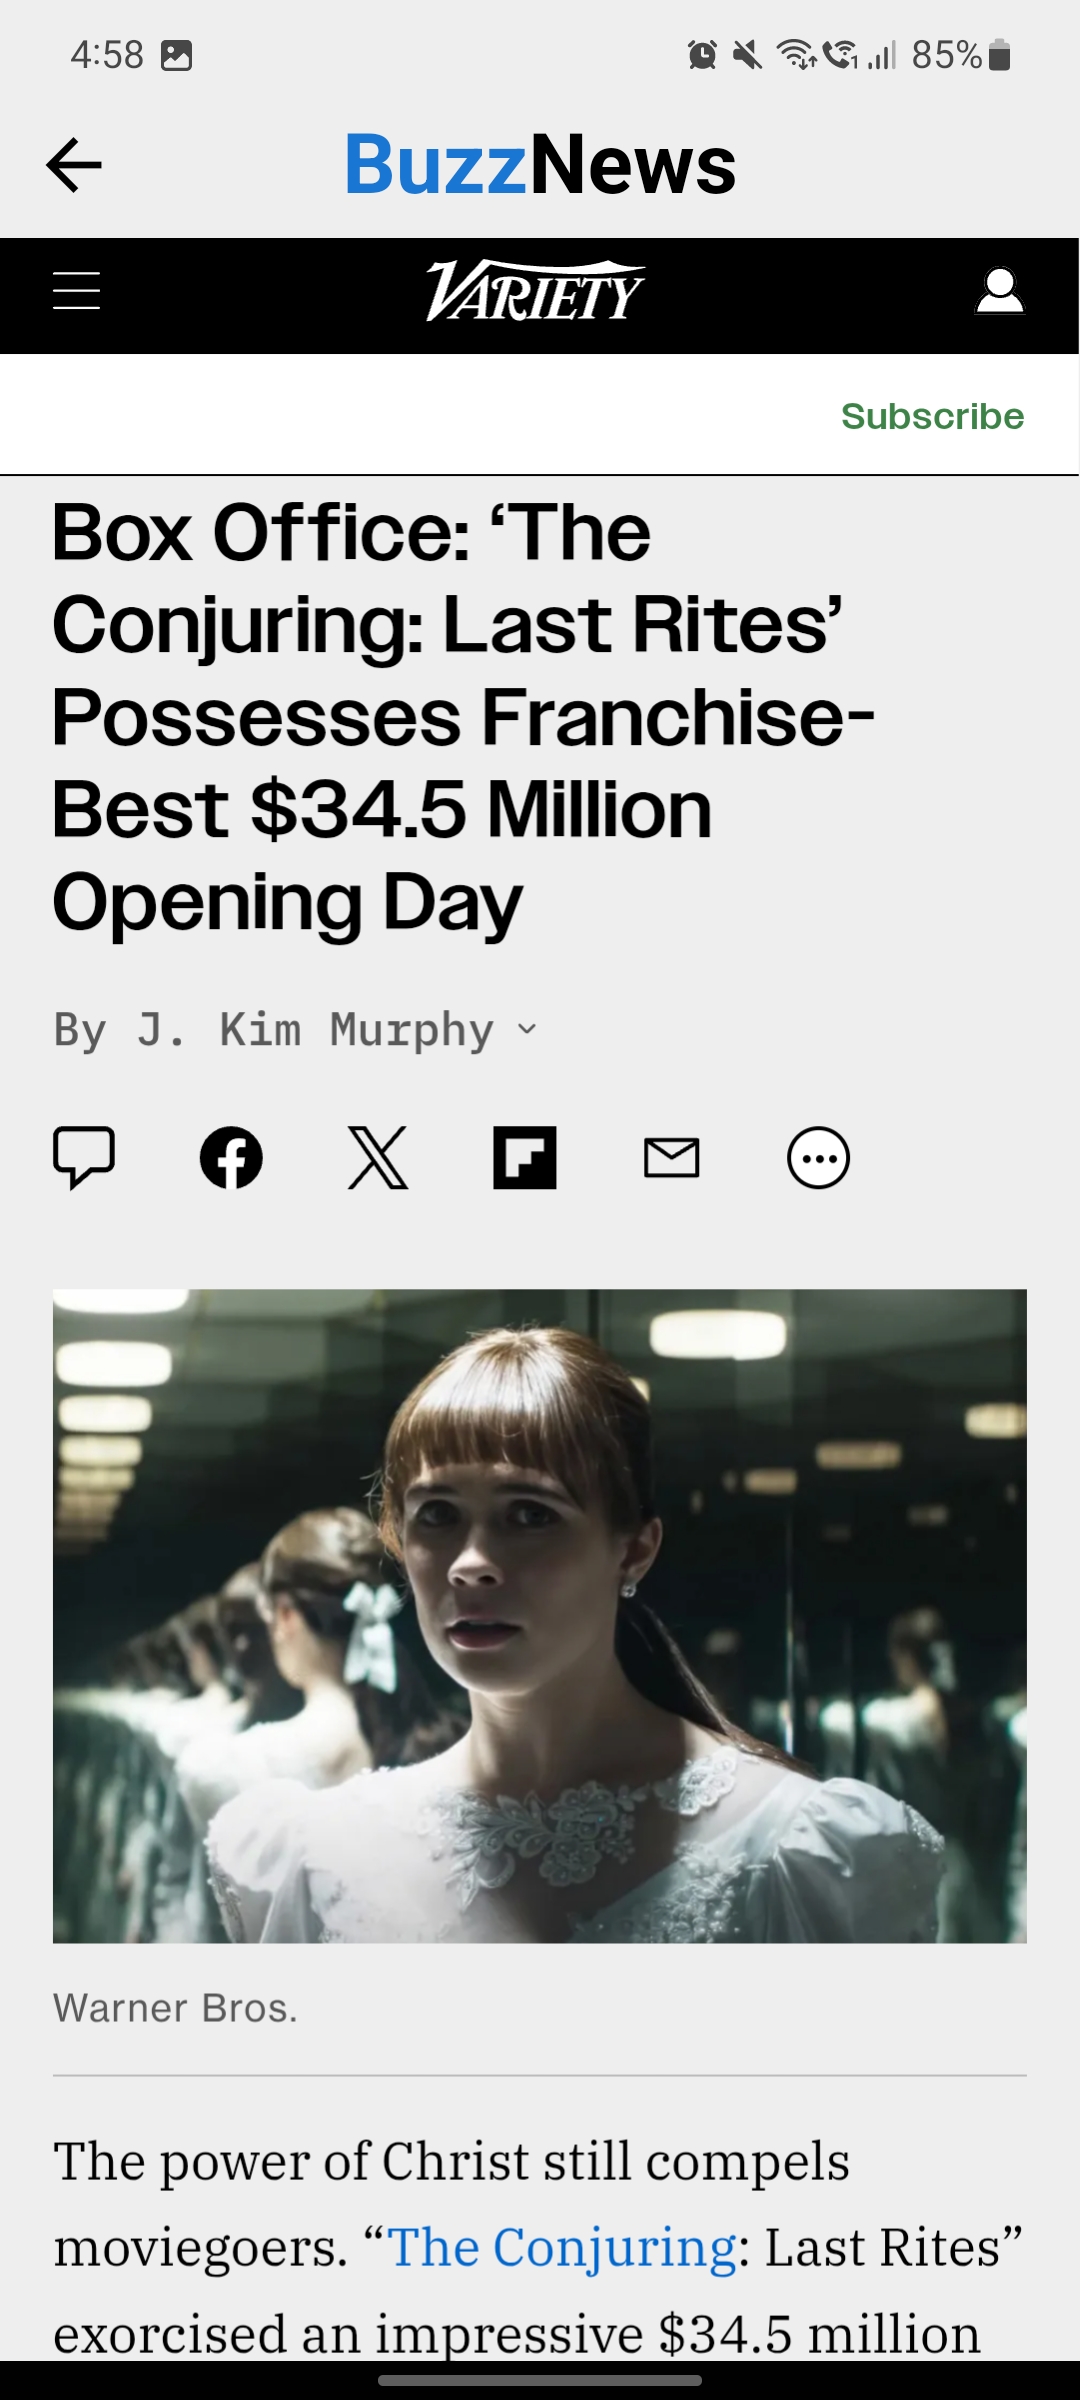 4:58 85%
BuzzNews
VARIETY
Subscribe
Box Office: ‘The
Conjuring: Last Rites’
Possesses Franchise-
Best $34.5 Million
Opening Day
By J. Kim Murphy
Warner Bros.
The power of Christ still compels
moviegoers. “The Conjuring: Last Rites”
exorcised an impressive $34.5 million